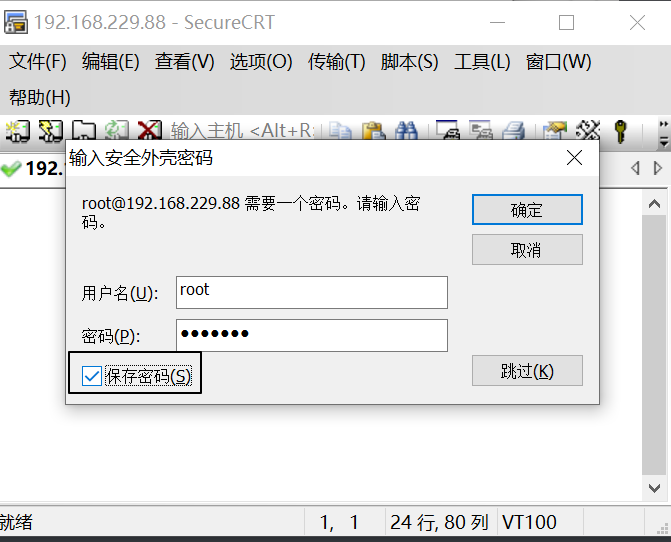 192.168.229.88 - SecureCRT
文件(F) 编辑(E) 查看(V) 选项(O) 传输(T) 脚本(S) 工具(L) 窗口(W)
帮助(H)
输入主机 <Alt+R>
192.1
输入安全外壳密码
root@192.168.229.88 需要一个密码。请输入密
码。
确定
取消
用户名(U): root
密码(P): •••••••
保存密码(S)
跳过(K)
就绪 1, 1 24 行, 80 列 VT100